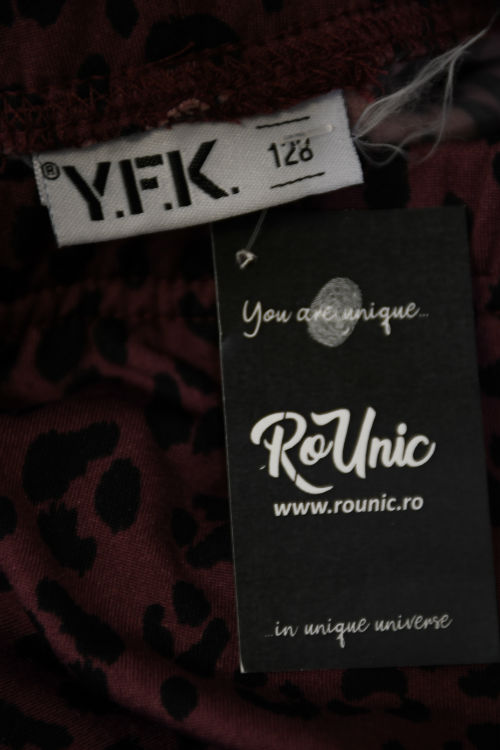 ® Y.F.K. 128
You are unique...
RoUnic
www.rounic.ro
...in unique universe